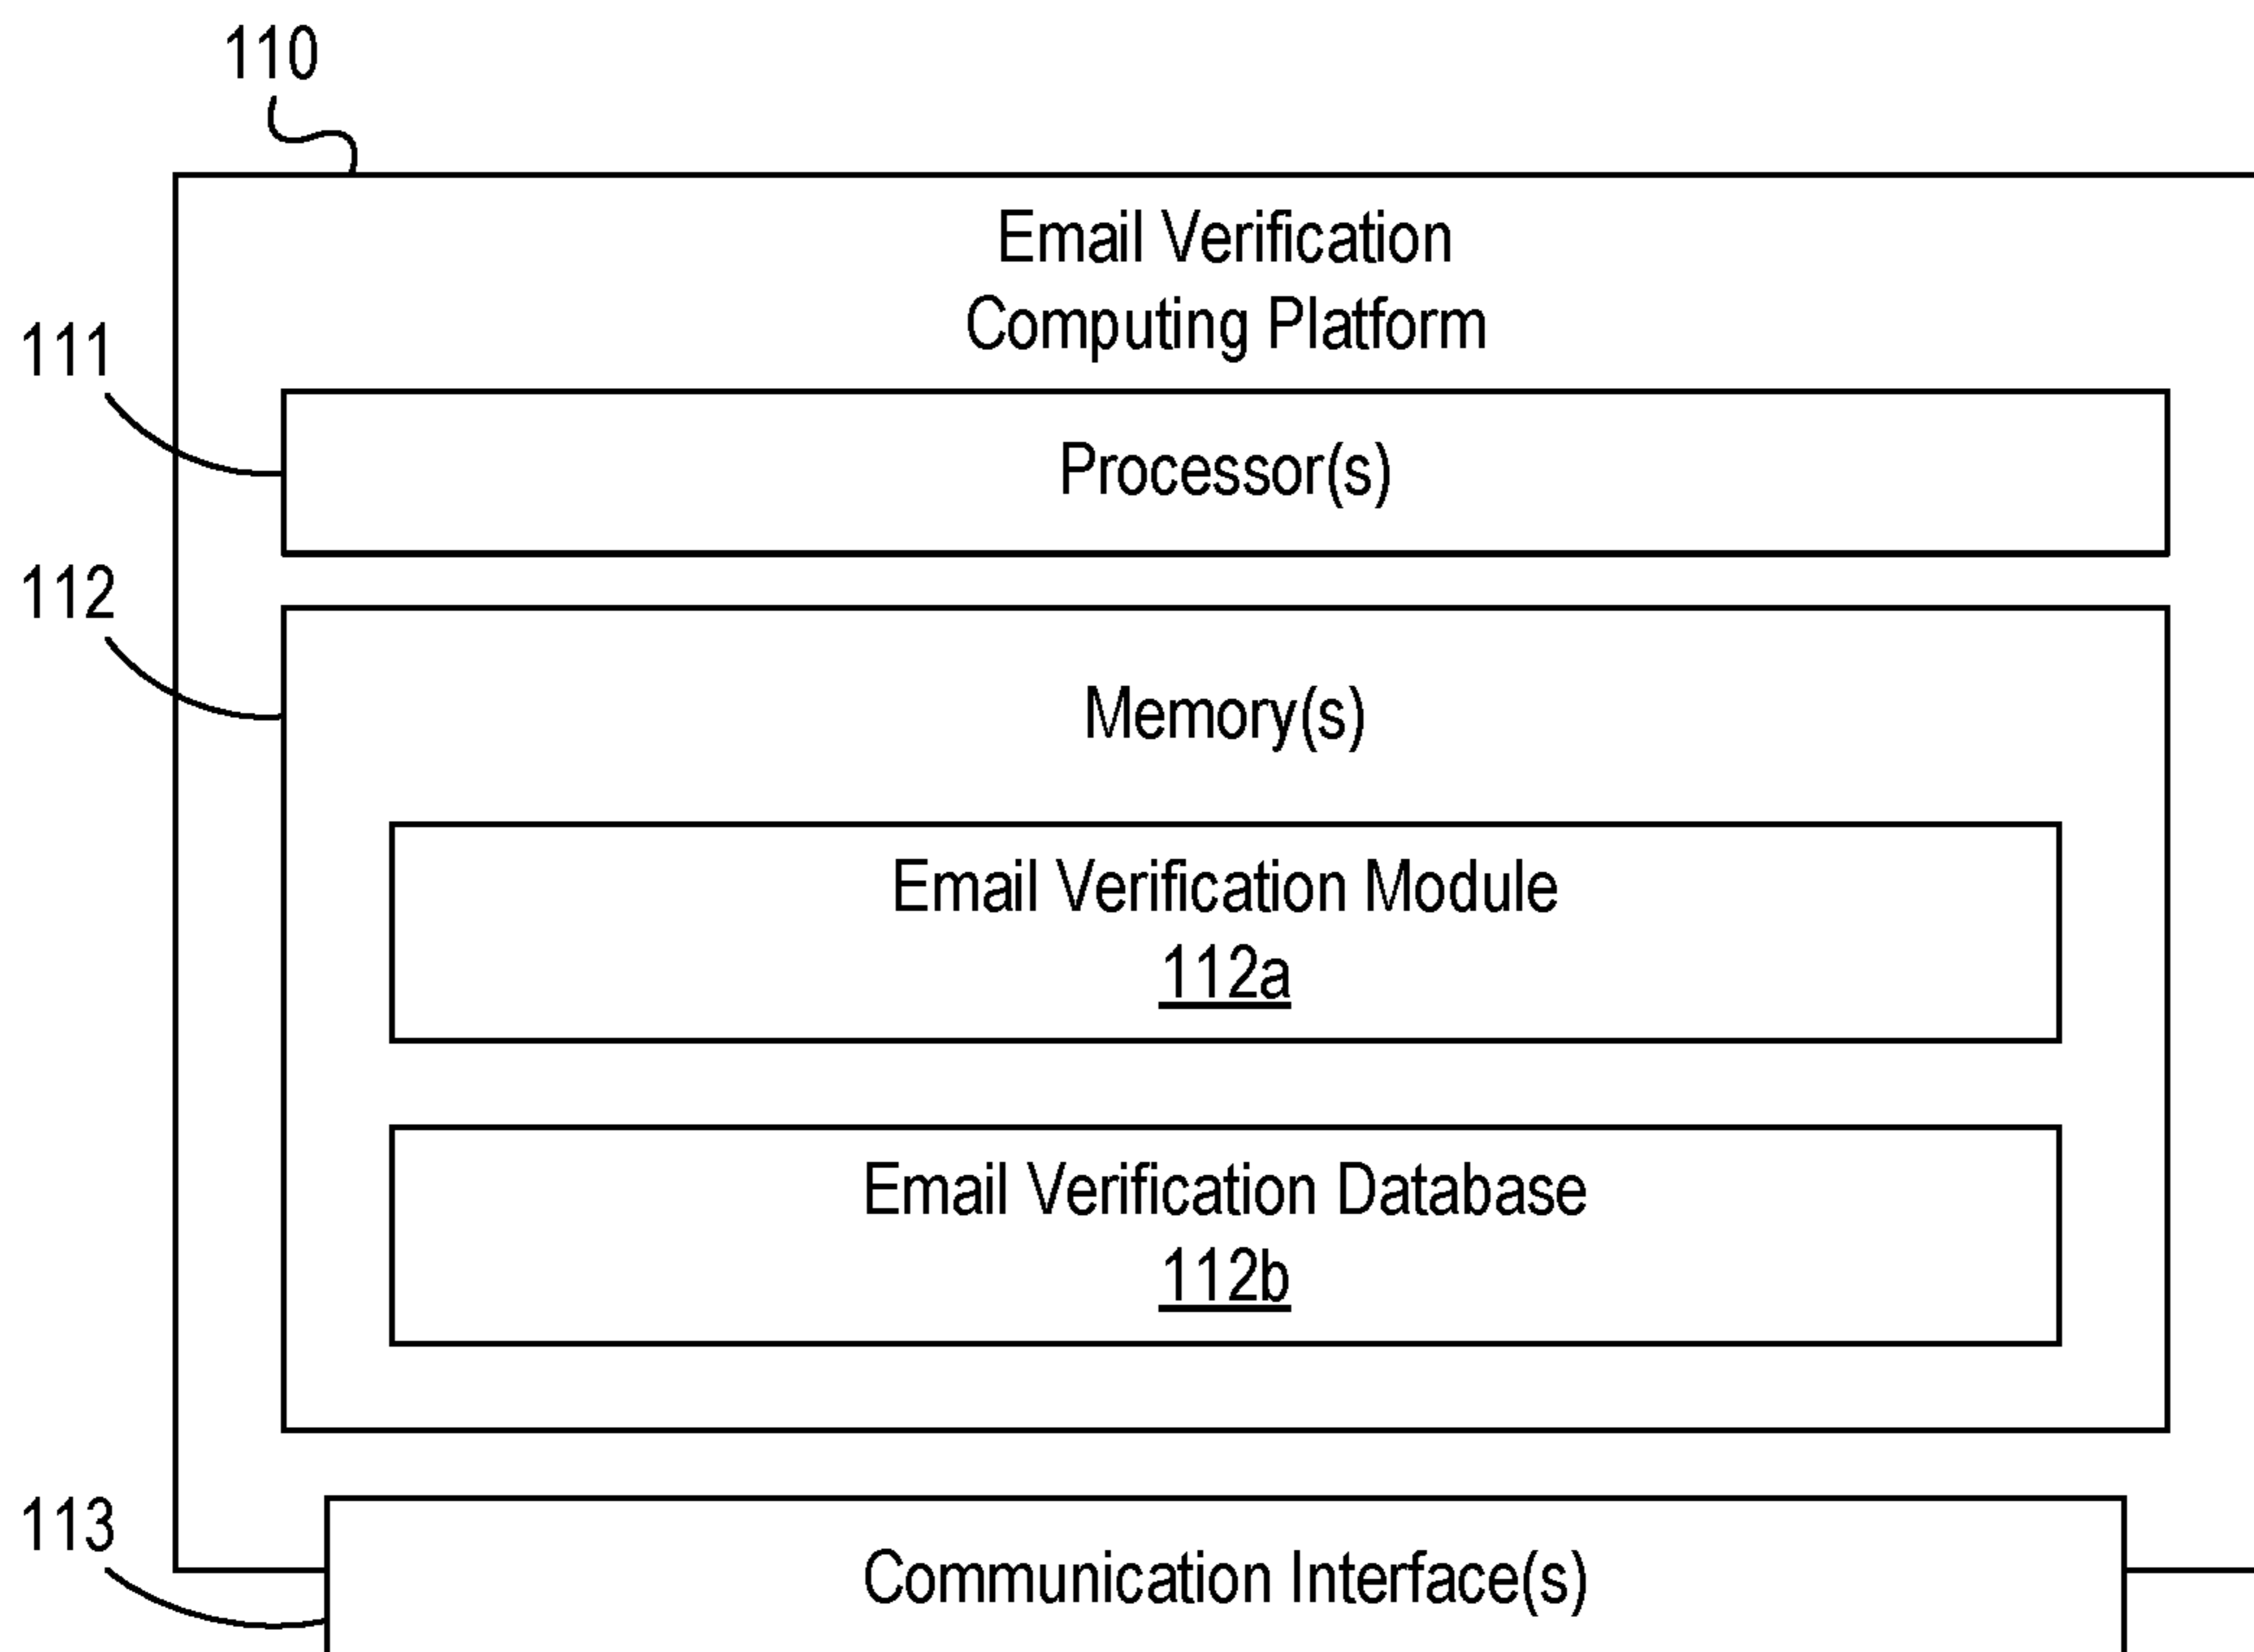 110
Email Verification
Computing Platform
111
Processor(s)
112
Memory(s)
Email Verification Module
112a
Email Verification Database
112b
113
Communication Interface(s)